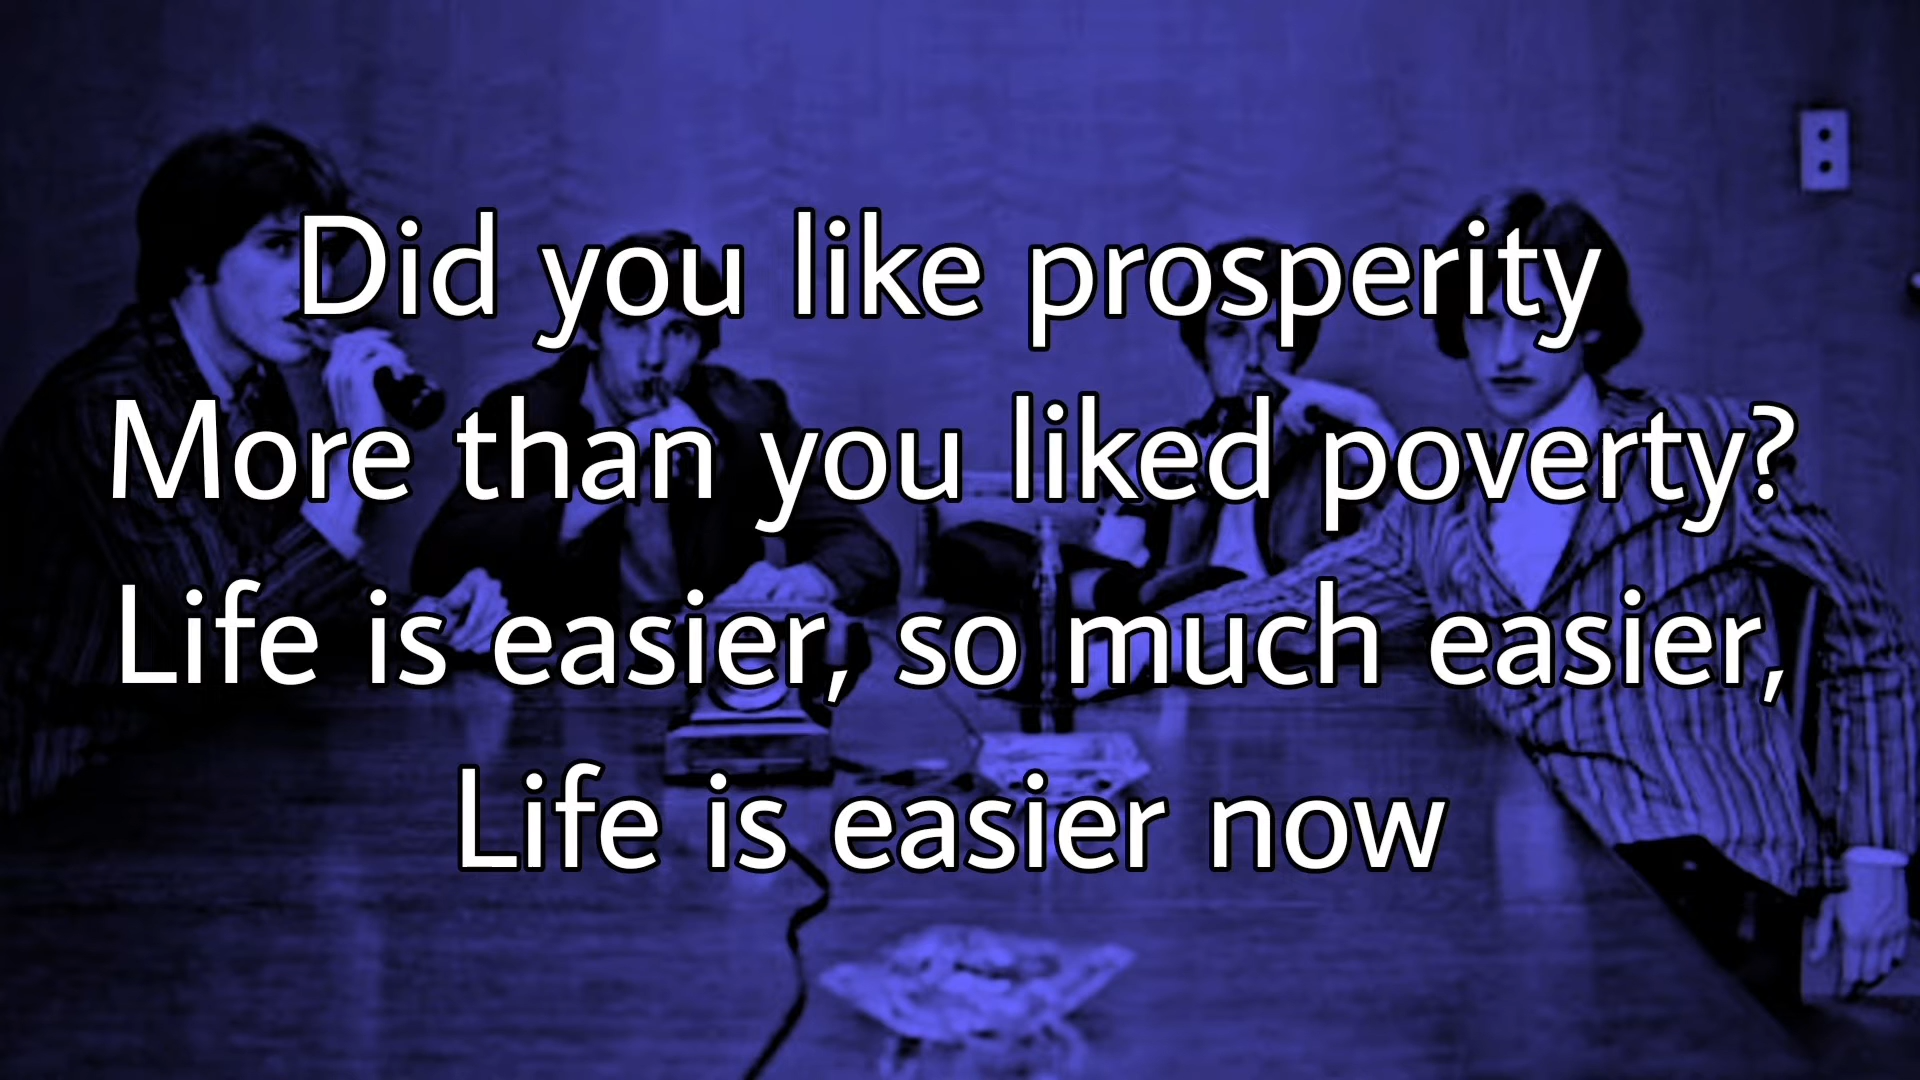 Did you like prosperity
More than you liked poverty?
Life is easier, so much easier,
Life is easier now